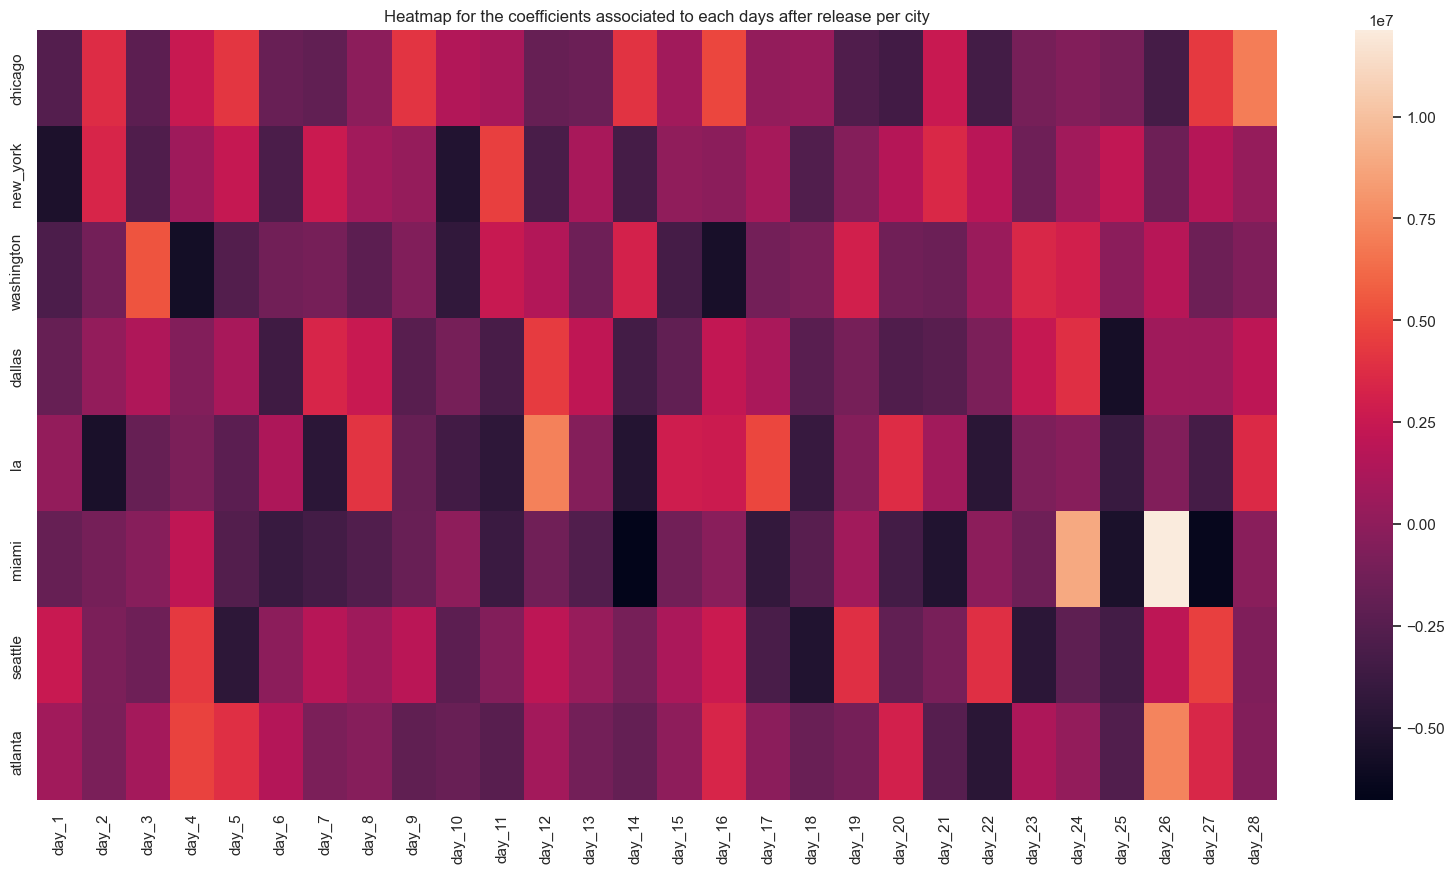 Heatmap for the coefficients associated to each days after release per city
1e7
chicago
new_york
washington
dallas
la
miami
seattle
atlanta
1.00
0.75
0.50
0.25
0.00
−0.25
−0.50
day_1
day_2
day_3
day_4
day_5
day_6
day_7
day_8
day_9
day_10
day_11
day_12
day_13
day_14
day_15
day_16
day_17
day_18
day_19
day_20
day_21
day_22
day_23
day_24
day_25
day_26
day_27
day_28